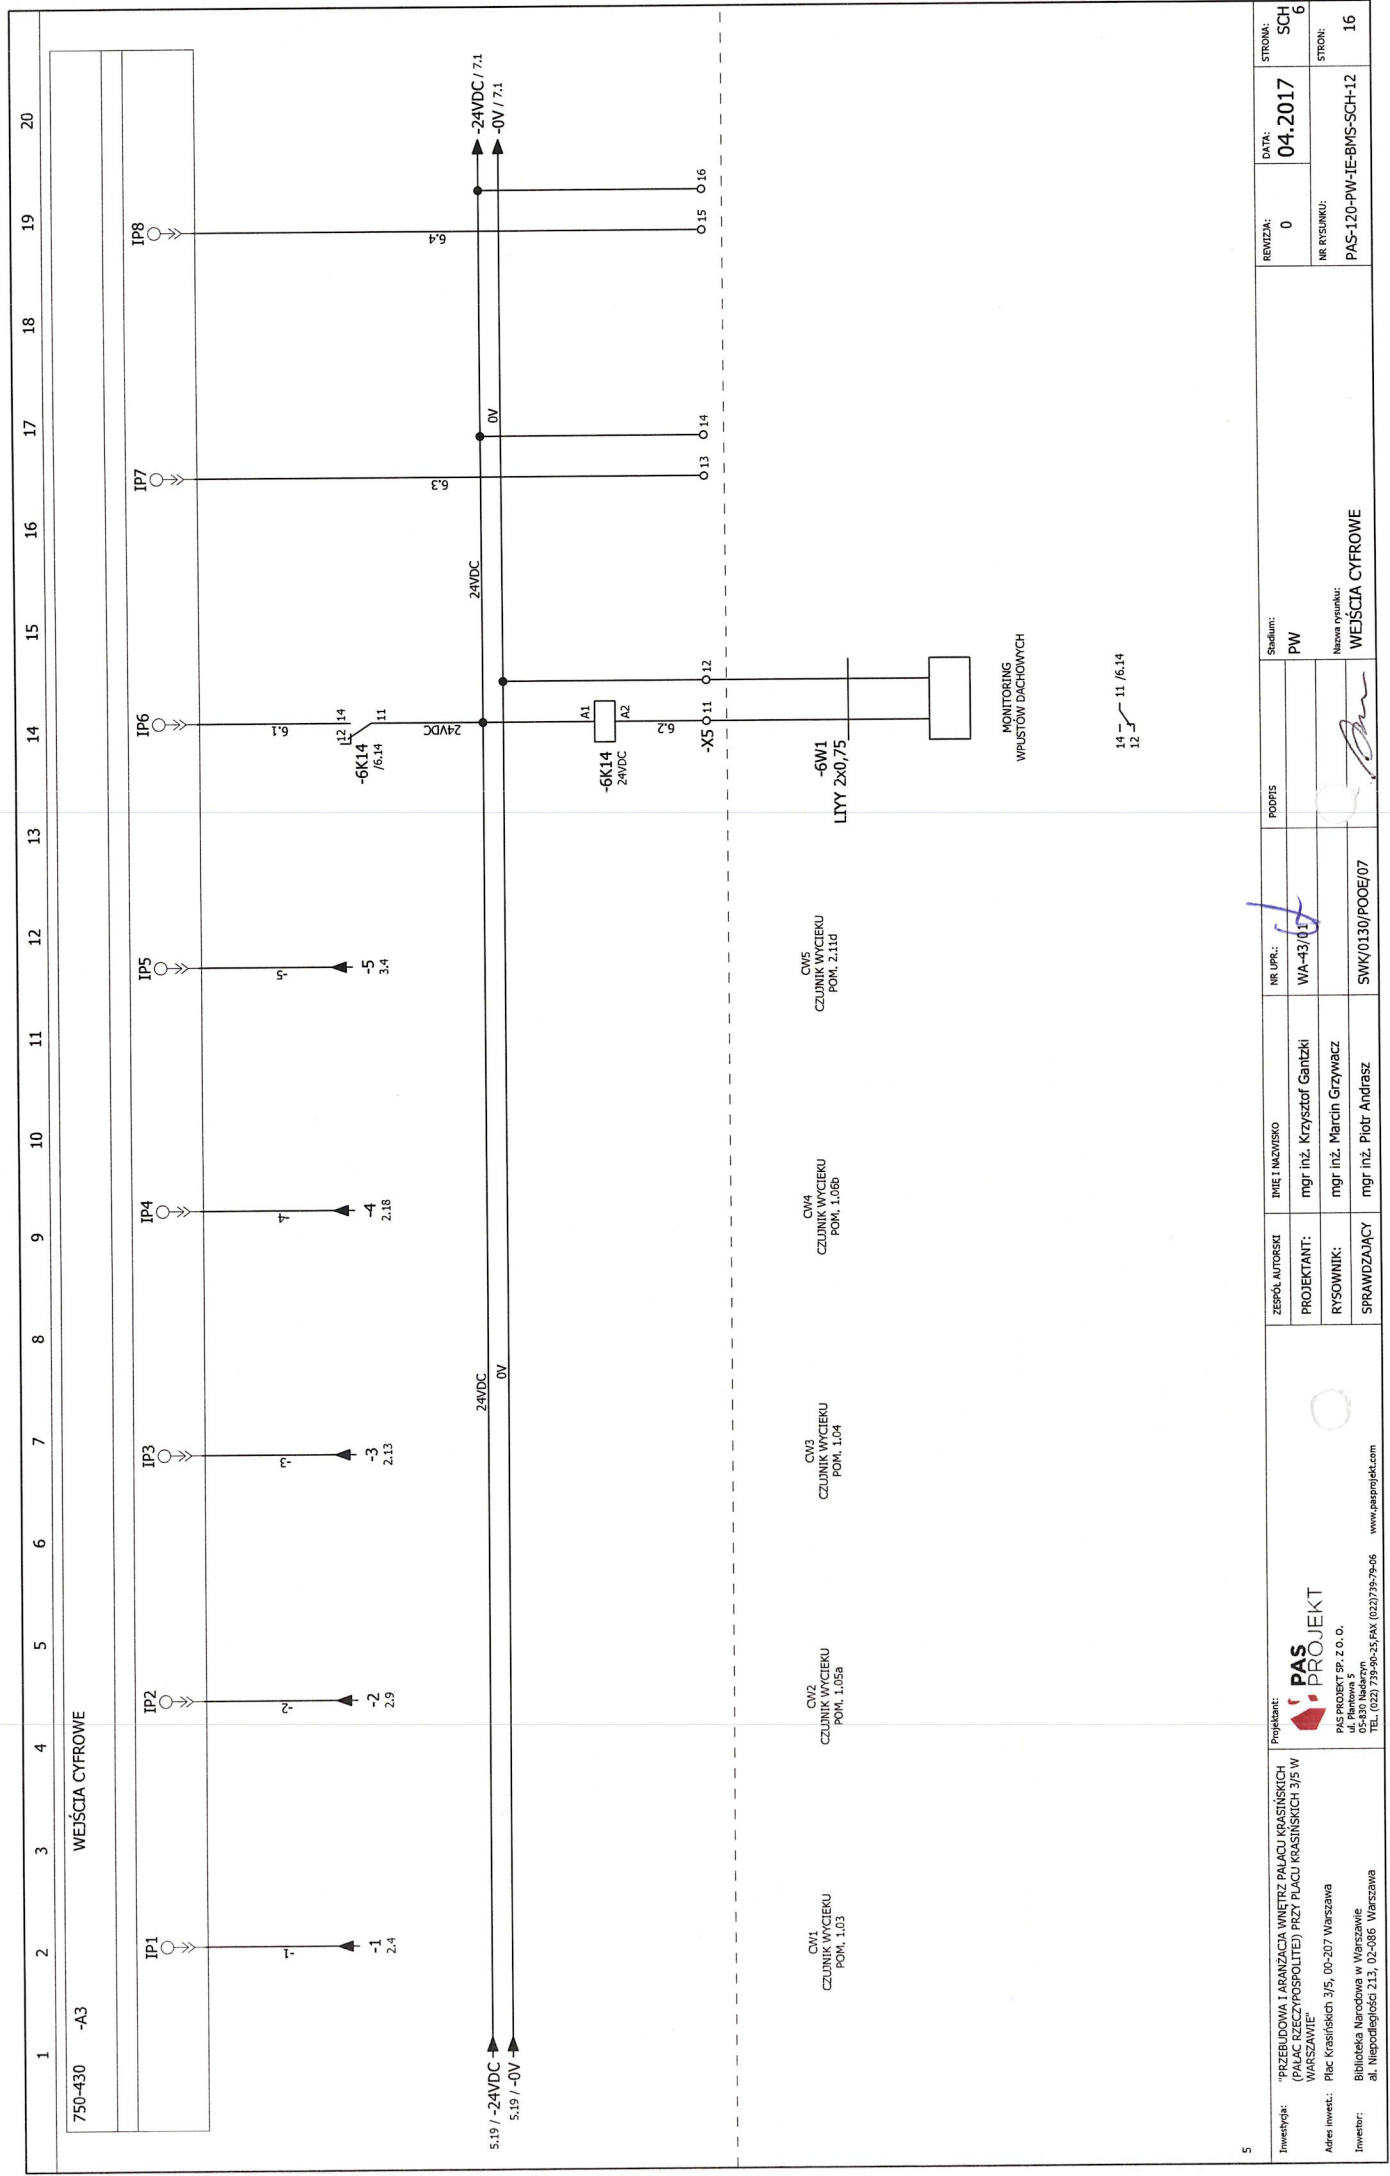 1 2 3 4 5 6 7 8 9 10 11 12 13 14 15 16 17 18 19 20
750-430 -A3 WEJŚCIA CYFROWE
IP1 IP2 IP3 IP4 IP5 IP6 IP7 IP8
-1
-1
2.4
-2
-2
2.9
-3
-3
2.13
-4
-4
2.18
-5
-5
3.4
6.1
12 14
11
-6K14
/6.14
24VDC
6.3
6.4
5.19 / -24VDC
5.19 / -0V
24VDC
0V
24VDC
0V
-24VDC / 7.1
-0V / 7.1
-6K14
24VDC
A1
A2
6.2
-X5 11 12 13 14 15 16
-6W1
LIYY 2x0,75
CW1
CZUJNIK WYCIEKU
POM. 1.03
CW2
CZUJNIK WYCIEKU
POM. 1.05a
CW3
CZUJNIK WYCIEKU
POM. 1.04
CW4
CZUJNIK WYCIEKU
POM. 1.06b
CW5
CZUJNIK WYCIEKU
POM. 2.11d
MONITORING
WPUSTÓW DACHOWYCH
14 11 /6.14
12
5
Inwestycja: "PRZEBUDOWA I ARANŻACJA WNĘTRZ PAŁACU KRASIŃSKICH
(PAŁAC RZECZYPOSPOLITEJ) PRZY PLACU KRASIŃSKICH 3/5 W
WARSZAWIE"
Adres inwest.: Plac Krasińskich 3/5, 00-207 Warszawa
Inwestor: Biblioteka Narodowa w Warszawie
al. Niepodległości 213, 02-086 Warszawa
Projektant:
PAS
PROJEKT
PAS PROJEKT SP. Z O. O.
ul. Plantowa 5
05-830 Nadarzyn
TEL. (022) 739-90-25,FAX (022)739-79-06 www.pasprojekt.com
ZESPÓŁ AUTORSKI IMIĘ I NAZWISKO NR UPR.: PODPIS
PROJEKTANT: mgr inż. Krzysztof Gantzki WA-43/01
RYSOWNIK: mgr inż. Marcin Grzywacz
SPRAWDZAJĄCY mgr inż. Piotr Andrasz SWK/0130/POOE/07
Stadium:
PW
Nazwa rysunku:
WEJŚCIA CYFROWE
REWIZJA:
0
DATA:
04.2017
STRONA:
SCH
6
NR RYSUNKU:
PAS-120-PW-IE-BMS-SCH-12
STRON:
16